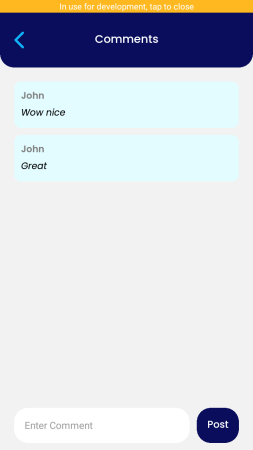 In use for development, tap to close
Comments
John
Wow nice
John
Great
Enter Comment
Post